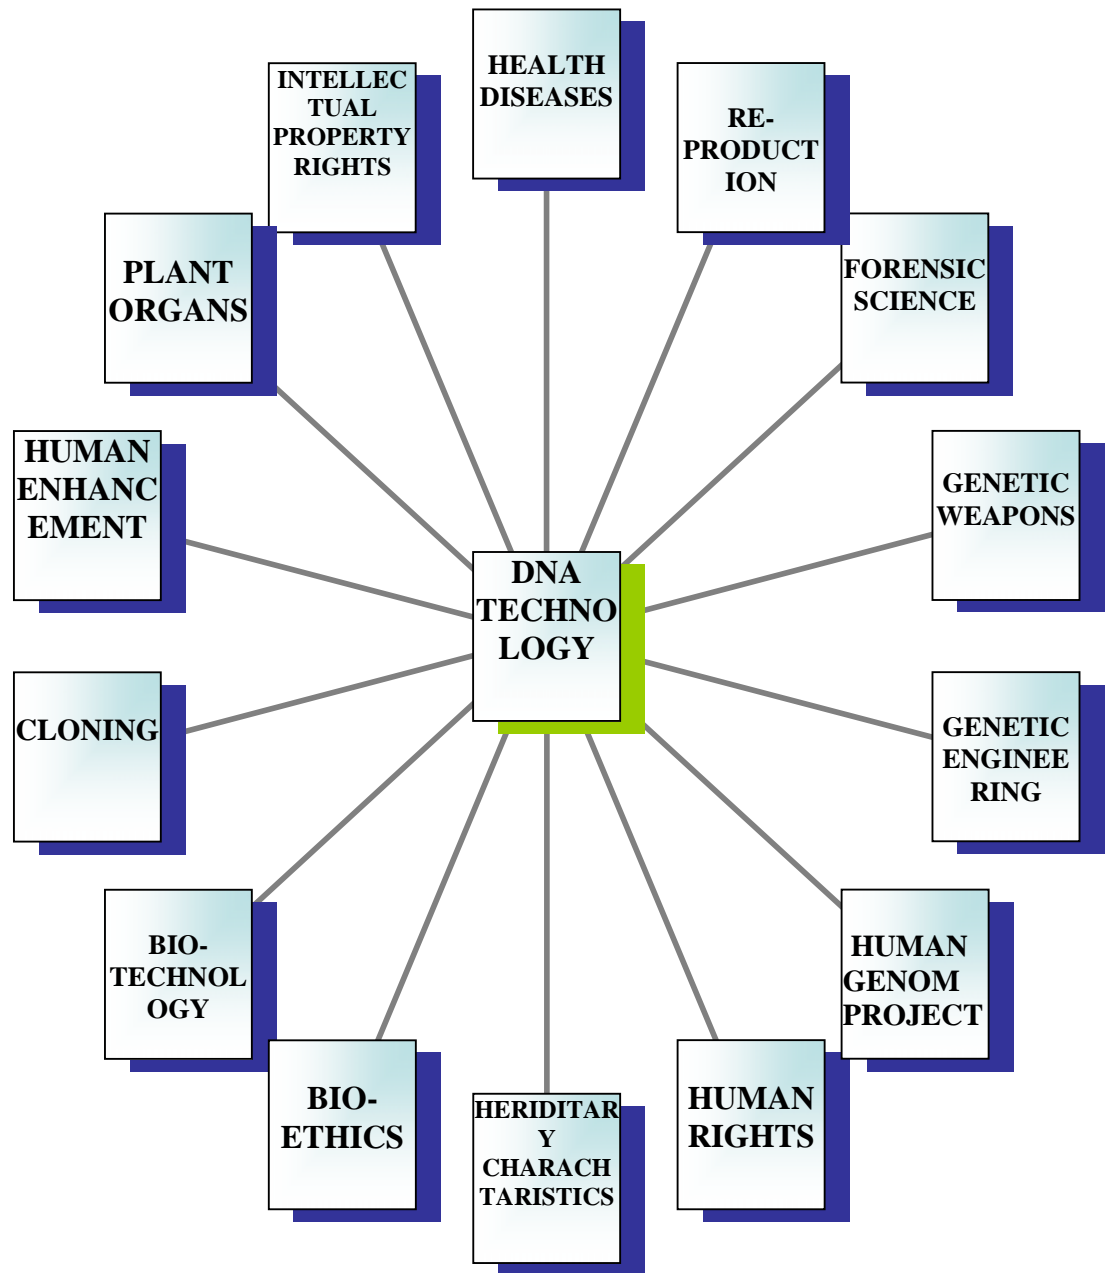 HEALTH
DISEASES
RE-
PRODUCT
ION
FORENSIC
SCIENCE
GENETIC
WEAPONS
GENETIC
ENGINEE
RING
HUMAN
GENOM
PROJECT
HUMAN
RIGHTS
HERIDITAR
Y
CHARACH
TARISTICS
BIO-
ETHICS
BIO-
TECHNOL
OGY
CLONING
HUMAN
ENHANC
EMENT
PLANT
ORGANS
INTELLEC
TUAL
PROPERTY
RIGHTS
DNA
TECHNO
LOGY